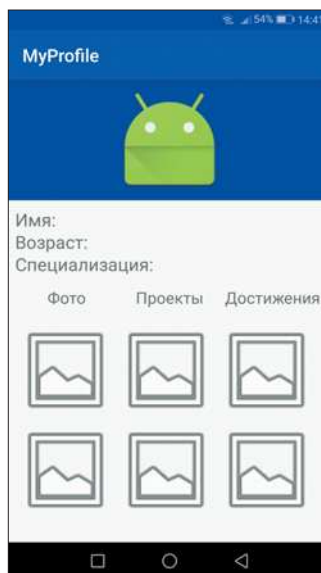 54% 14:41
MyProfile
Имя:
Возраст:
Специализация:
Фото Проекты Достижения